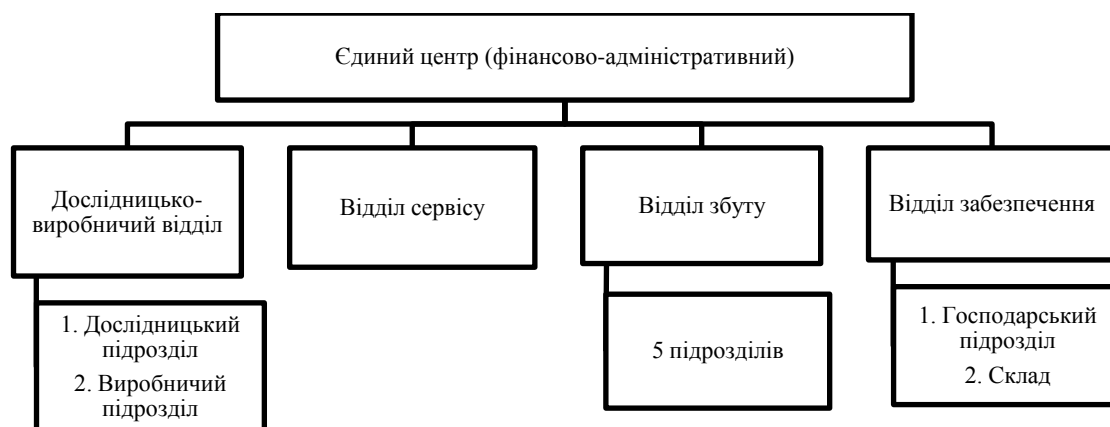 Єдиний центр (фінансово-адміністративний)
Дослідницько-
виробничий відділ
Відділ сервісу
Відділ збуту
Відділ забезпечення
1. Дослідницький
підрозділ
2. Виробничий
підрозділ
5 підрозділів
1. Господарський
підрозділ
2. Склад